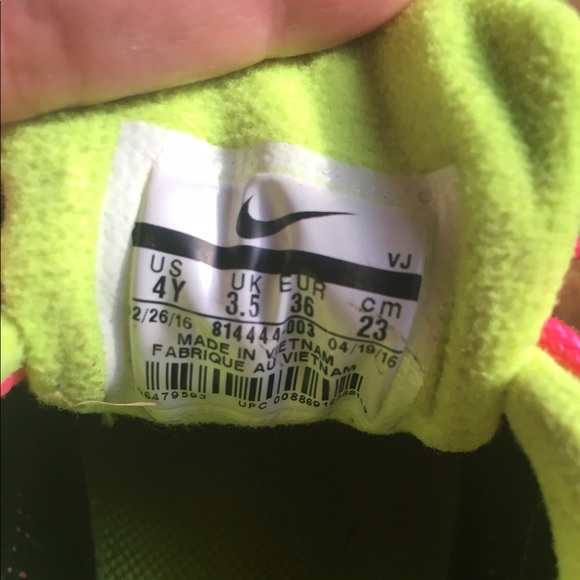 VJ
US UK EUR cm
4Y 3.5 36 23
02/26/16 814444-003 04/19/16
MADE IN VIETNAM
FABRIQUE AU VIETNAM
UPC